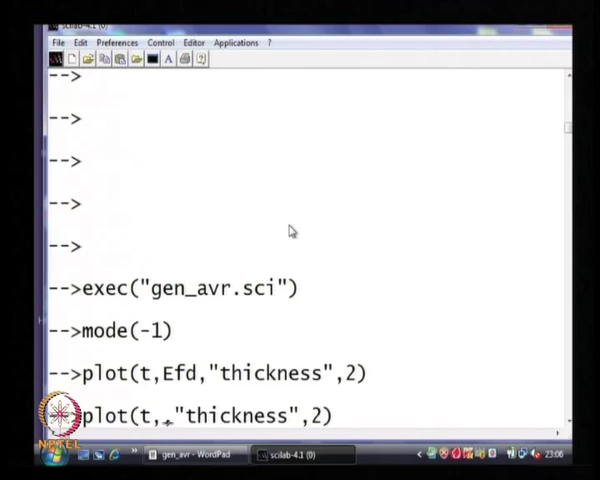 scilab-4.1 (0)
File Edit Preferences Control Editor Applications ?
-->
-->
-->
-->
-->
-->exec("gen_avr.sci")
-->mode(-1)
-->plot(t,Efd,"thickness",2)
-->plot(t,,"thickness",2)
NPTEL
gen_avr - WordPad
scilab-4.1 (0)
23:06